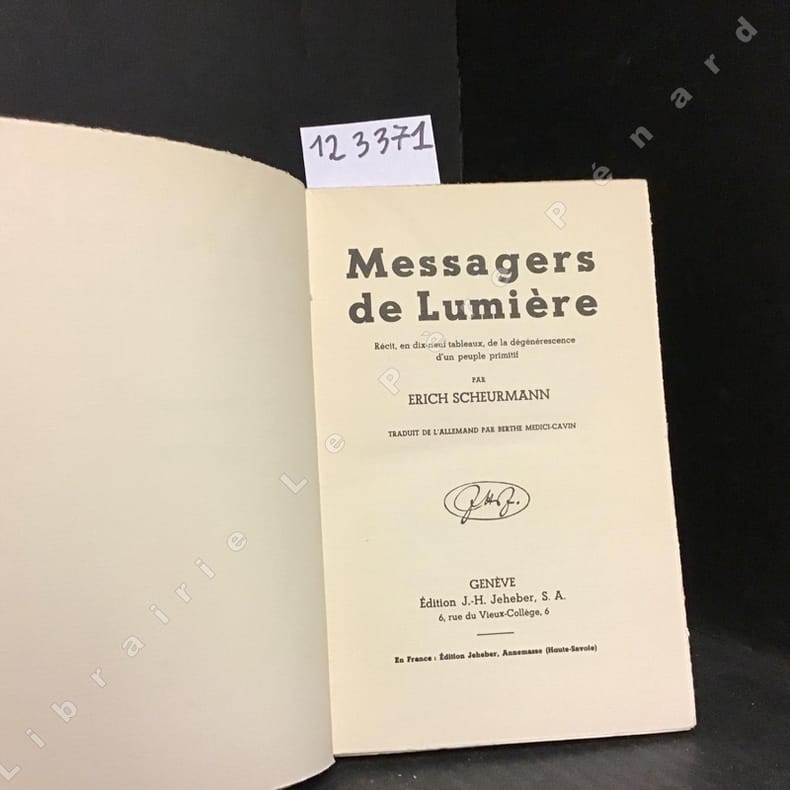 123371
Messagers
de Lumière
Récit, en dix-neuf tableaux, de la dégénérescence
d'un peuple primitif
PAR
ERICH SCHEURMANN
TRADUIT DE L'ALLEMAND PAR BERTHE MEDICI-CAVIN
J.H.J.
GENÈVE
Édition J.-H. Jeheber, S. A.
6, rue du Vieux-Collège, 6
En France : Édition Jeheber, Annemasse (Haute-Savoie)
Librairie Le Père Pénard